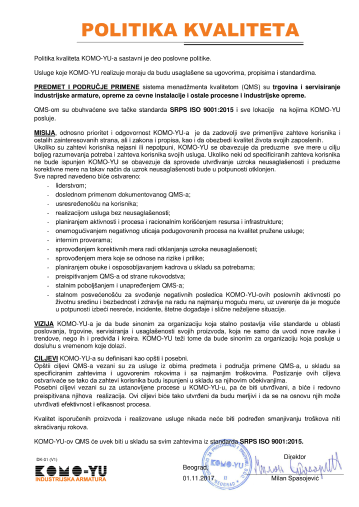 POLITIKA KVALITETA
Politika kvaliteta KOMO-YU-a sastavni je deo poslovne politike.
Usluge koje KOMO-YU realizuje moraju da budu usaglašene sa ugovorima, propisima i standardima.
PREDMET I PODRUČJE PRIMENE sistema menadžmenta kvalitetom (QMS) su trgovina i servisiranje
industrijske armature, opreme za cevne instalacije i ostale procesne i industrijske opreme.
QMS-om su obuhvaćene sve tačke standarda SRPS ISO 9001:2015 i sve lokacije na kojima KOMO-YU
posluje.
MISIJA, odnosno prioritet i odgovornost KOMO-YU-a je da zadovolji sve primenljive zahteve korisnika i
ostalih zainteresovanih strana, ali i zakona i propisa, kao i da obezbedi kvalitet života svojih zaposlenih.
Ukoliko su zahtevi korisnika nejasni ili nepotpuni, KOMO-YU se obavezuje da preduzme sve mere u cilju
boljeg razumevanja potreba i zahteva korisnika svojih usluga. Ukoliko neki od specificiranih zahteva korisnika
ne bude ispunjen KOMO-YU se obavezuje da sprovede utvrđivanje uzroka neusaglašenosti i preduzme
korektivne mere na takav način da uzrok neusaglašenosti bude u potpunosti otklonjen.
Sve napred navedeno biće ostvareno:
- liderstvom;
- doslednom primenom dokumentovanog QMS-a;
- usresređenošću na korisnika;
- realizacijom usluga bez neusaglašenosti;
- planiranjem aktivnosti i procesa i racionalnim korišćenjem resursa i infrastrukture;
- onemogućivanjem negativnog uticaja podugovorenih procesa na kvalitet pružene usluge;
- internim proverama;
- sprovođenjem korektivnih mera radi otklanjanja uzroka neusaglašenosti;
- sprovođenjem mera koje se odnose na rizike i prilike;
- planiranjem obuke i osposobljavanjem kadrova u skladu sa potrebama;
- preispitivanjem QMS-a od strane rukovodstva;
- stalnim poboljšanjem i unapređenjem QMS-a;
- stalnom posvećenošću za svođenje negativnih posledica KOMO-YU-ovih poslovnih aktivnosti po
životnu sredinu i bezbednost i zdravlje na radu na najmanju moguću meru, uz uverenje da je moguće
u potpunosti izbeći nesreće, incidente, štetne događaje i slične neželjene situacije.
VIZIJA KOMO-YU-a je da bude sinonim za organizaciju koja stalno postavlja više standarde u oblasti
poslovanja, trgovine, servisiranja i usaglašenosti svojih proizvoda, koja ne samo da uvodi nove navike i
trendove, nego ih i predviđa i kreira. KOMO-YU teži tome da bude sinonim za organizaciju koja posluje u
dosluhu s vremenom koje dolazi.
CILJEVI KOMO-YU-a su definisani kao opšti i posebni.
Opšti ciljevi QMS-a vezani su za usluge iz obima predmeta i područja primene QMS-a, u skladu sa
specificiranim zahtevima i ugovorenim rokovima i sa najmanjim troškovima. Postizanje ovih ciljeva
ostvarivaće se tako da zahtevi korisnika budu ispunjeni u skladu sa njihovim očekivanjima.
Posebni ciljevi vezani su za ustanovljene procese u KOMO-YU-u, pa će biti utvrđivani, a biće i redovno
preispitivana njihova realizacija. Ovi ciljevi biće tako utvrđeni da budu merljivi i da se na osnovu njih može
utvrđivati efektivnost i efikasnost procesa.
Kvalitet isporučenih proizvoda i realizovane usluge nikada neće biti podređen smanjivanju troškova niti
skraćivanju rokova.
KOMO-YU-ov QMS će uvek biti u skladu sa svim zahtevima iz standarda SRPS ISO 9001:2015.
DK-01 (V1)
Direktor
KOMO-YU
INDUSTRIJSKA ARMATURA
Beograd,
01.11.2017
KOMO-YU
BEOGRAD
Milan Spasojević